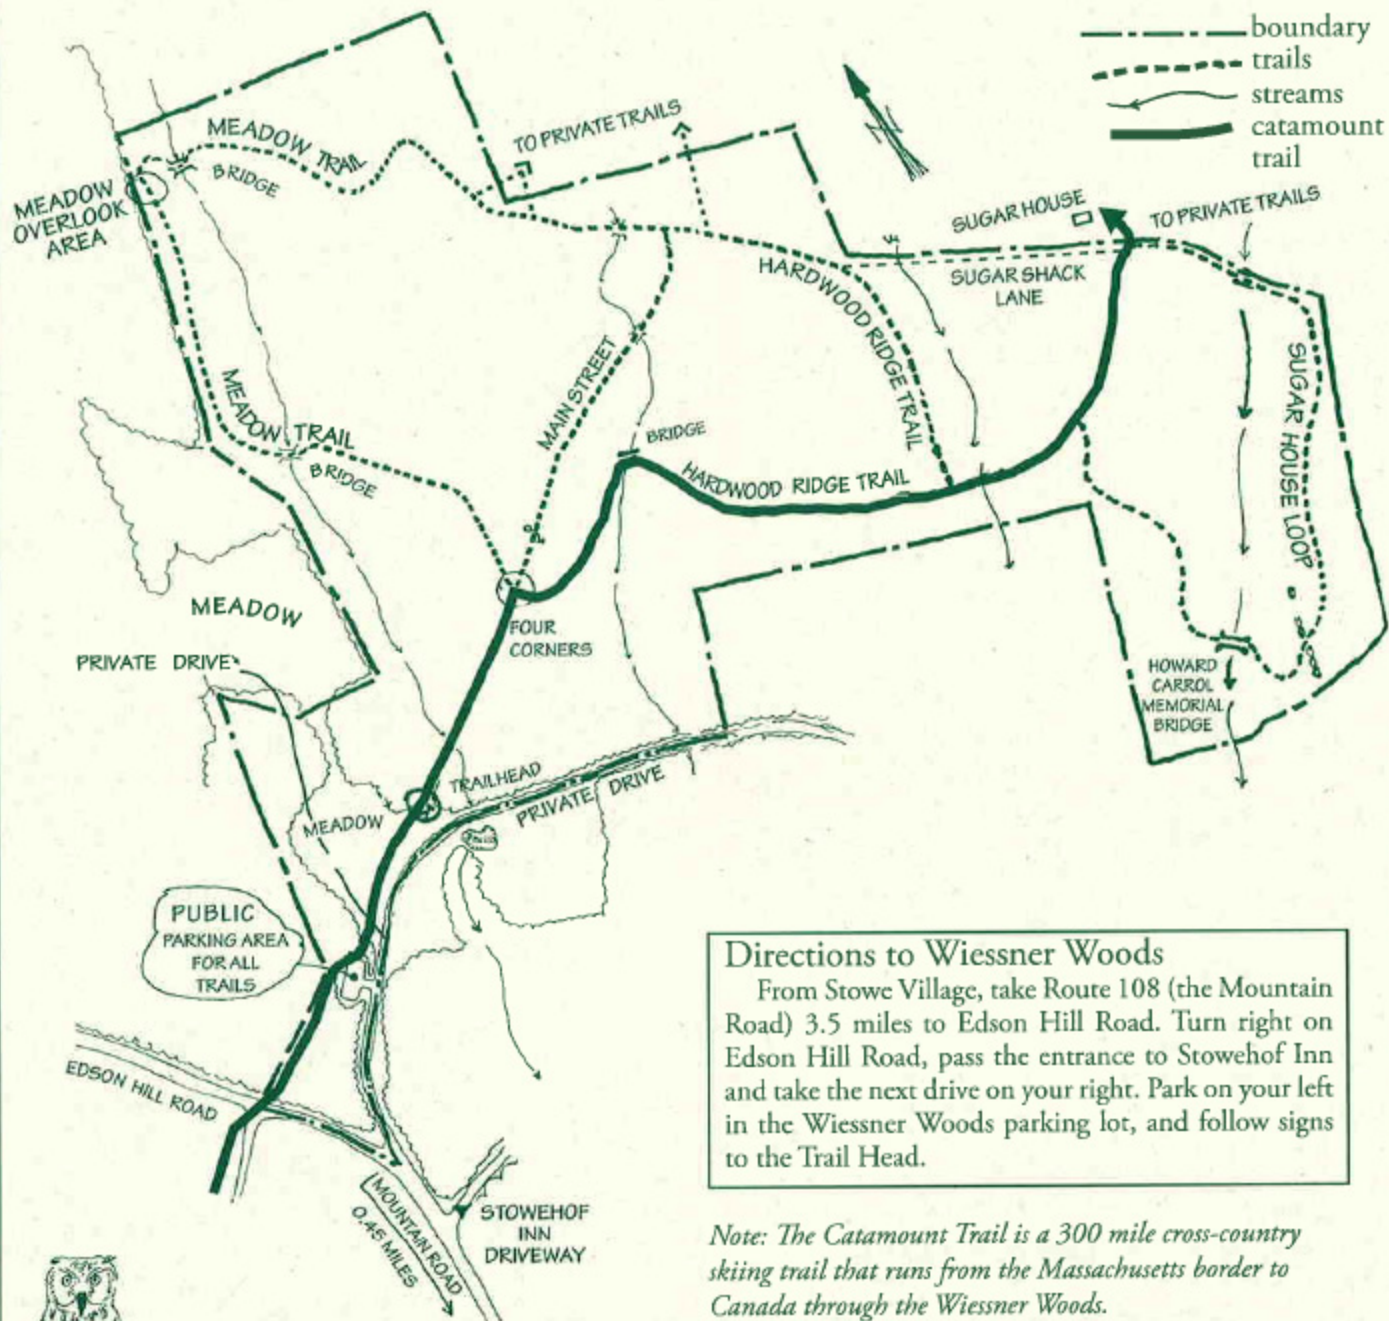 boundary
trails
streams
catamount
trail
N
TO PRIVATE TRAILS
MEADOW TRAIL
BRIDGE
MEADOW
OVERLOOK
AREA
SUGAR HOUSE
TO PRIVATE TRAILS
SUGAR SHACK
LANE
HARDWOOD RIDGE TRAIL
MAIN STREET
MEADOW TRAIL
BRIDGE
BRIDGE
HARDWOOD RIDGE TRAIL
SUGAR HOUSE LOOP
MEADOW
FOUR
CORNERS
PRIVATE DRIVE
HOWARD
CARROL
MEMORIAL
BRIDGE
TRAILHEAD
PRIVATE DRIVE
MEADOW
PUBLIC
PARKING AREA
FOR ALL
TRAILS
EDSON HILL ROAD
MOUNTAIN ROAD
0.45 MILES
STOWEHOF
INN
DRIVEWAY
Directions to Wiessner Woods
From Stowe Village, take Route 108 (the Mountain
Road) 3.5 miles to Edson Hill Road. Turn right on
Edson Hill Road, pass the entrance to Stowehof Inn
and take the next drive on your right. Park on your left
in the Wiessner Woods parking lot, and follow signs
to the Trail Head.
Note: The Catamount Trail is a 300 mile cross-country
skiing trail that runs from the Massachusetts border to
Canada through the Wiessner Woods.